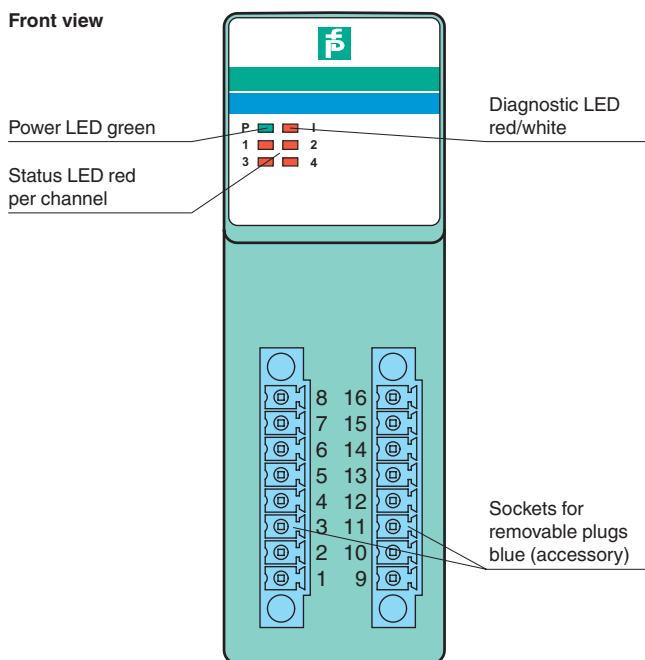 Front view
Power LED green
Status LED red
per channel
Diagnostic LED
red/white
P I
1 2
3 4
8 16
7 15
6 14
5 13
4 12
3 11
2 10
1 9
Sockets for
removable plugs
blue (accessory)